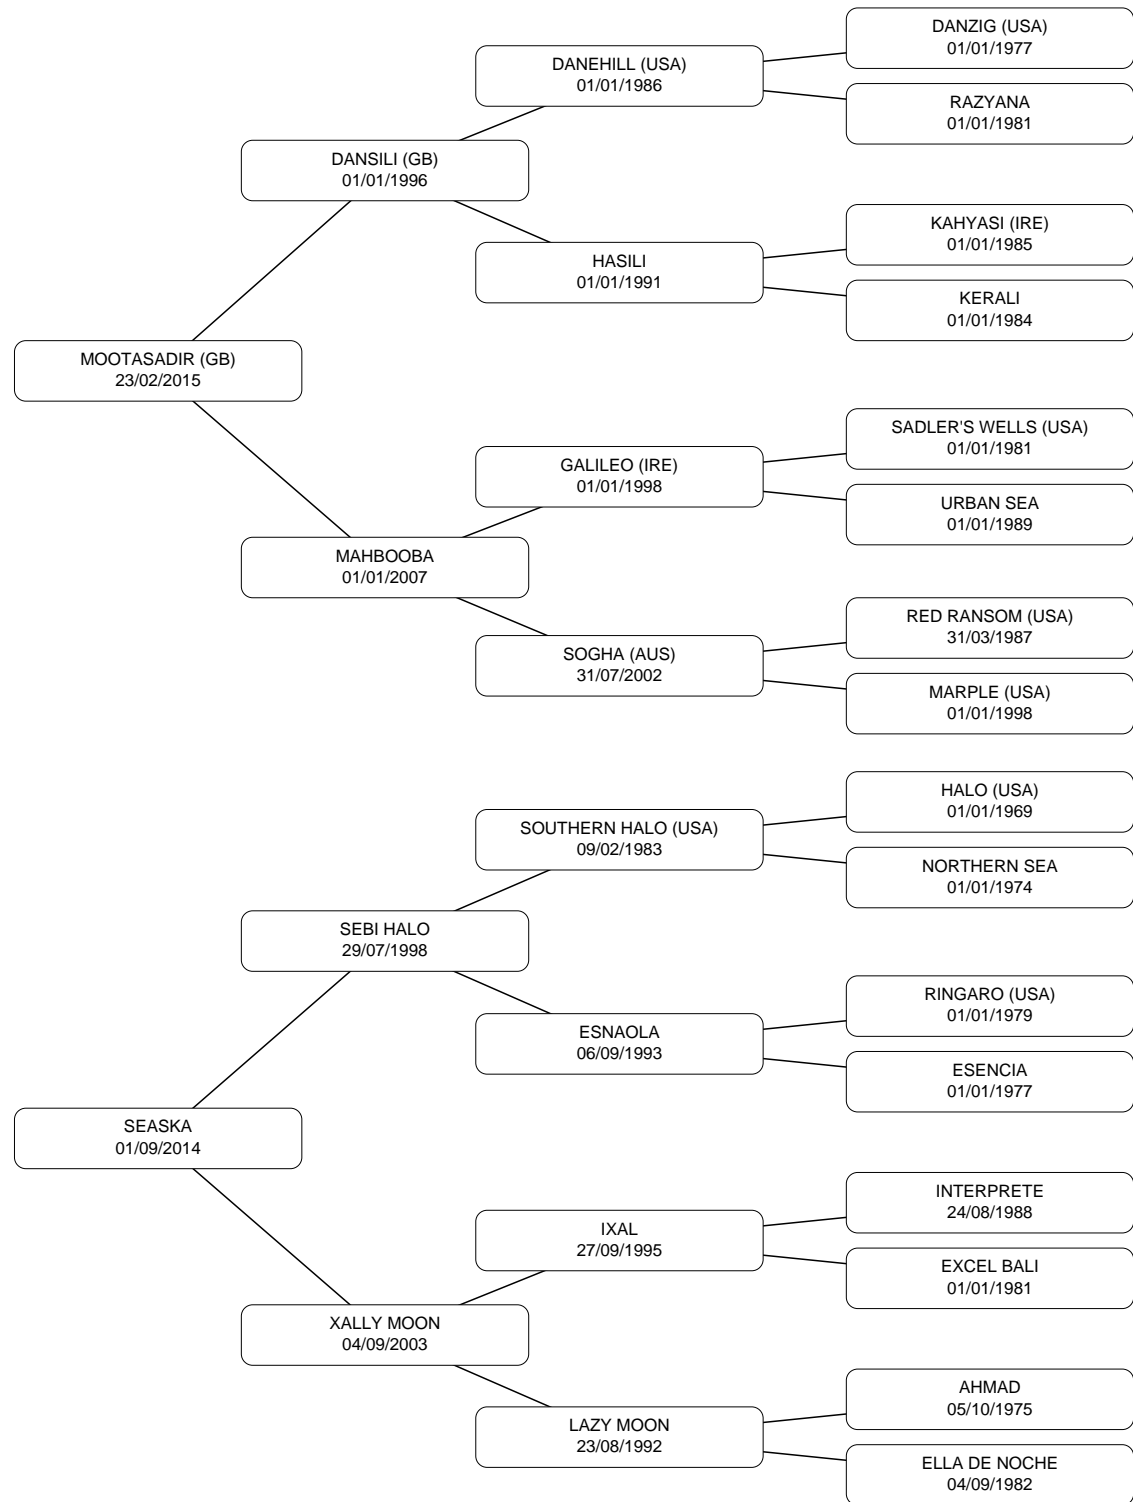 DANZIG (USA)
01/01/1977
DANEHILL (USA)
01/01/1986
RAZYANA
01/01/1981
DANSILI (GB)
01/01/1996
KAHYASI (IRE)
01/01/1985
HASILI
01/01/1991
KERALI
01/01/1984
MOOTASADIR (GB)
23/02/2015
SADLER'S WELLS (USA)
01/01/1981
GALILEO (IRE)
01/01/1998
URBAN SEA
01/01/1989
MAHBOOBA
01/01/2007
RED RANSOM (USA)
31/03/1987
SOGHA (AUS)
31/07/2002
MARPLE (USA)
01/01/1998
HALO (USA)
01/01/1969
SOUTHERN HALO (USA)
09/02/1983
NORTHERN SEA
01/01/1974
SEBI HALO
29/07/1998
RINGARO (USA)
01/01/1979
ESNAOLA
06/09/1993
ESENCIA
01/01/1977
SEASKA
01/09/2014
INTERPRETE
24/08/1988
IXAL
27/09/1995
EXCEL BALI
01/01/1981
XALLY MOON
04/09/2003
AHMAD
05/10/1975
LAZY MOON
23/08/1992
ELLA DE NOCHE
04/09/1982